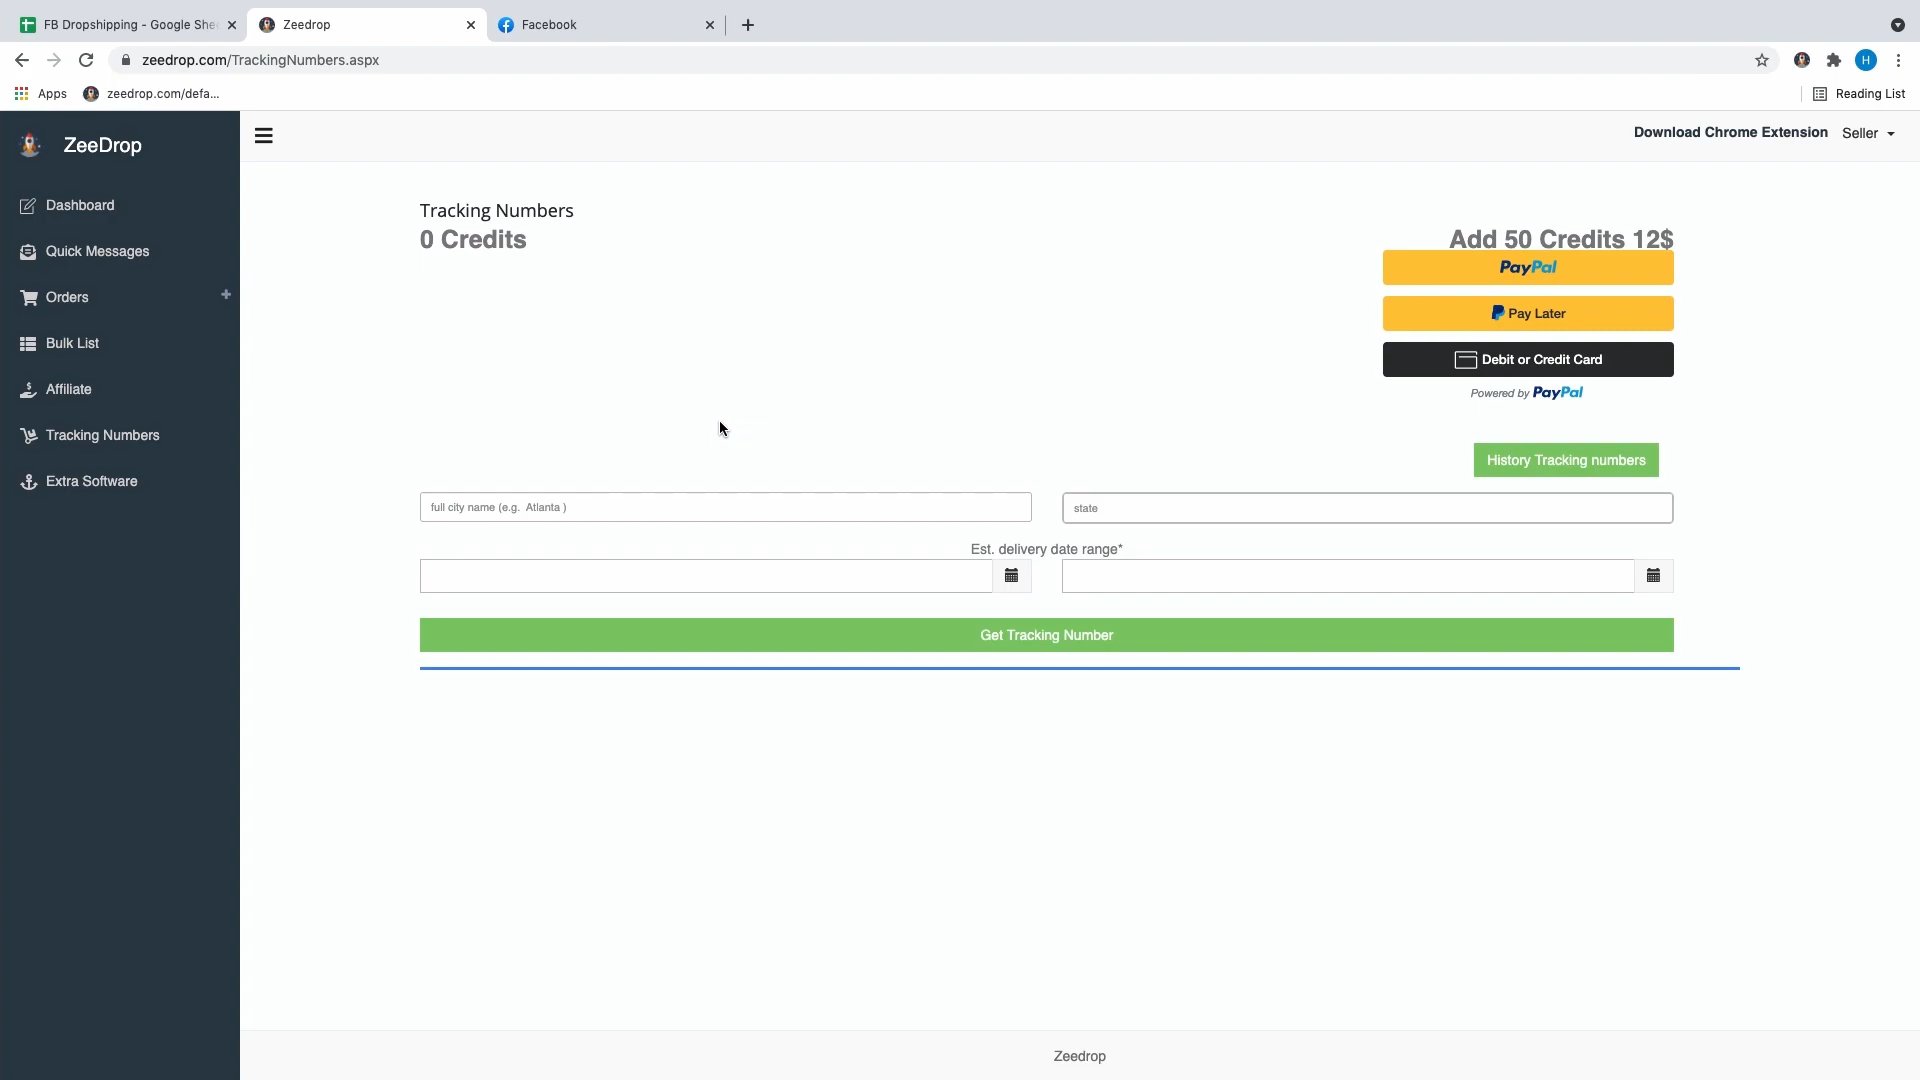 FB Dropshipping - Google She
Zeedrop
Facebook
zeedrop.com/TrackingNumbers.aspx
H
Apps
zeedrop.com/defa...
Reading List
ZeeDrop
Download Chrome Extension
Seller
Dashboard
Quick Messages
Orders
Bulk List
Affiliate
Tracking Numbers
Extra Software
Tracking Numbers
0 Credits
Add 50 Credits 12$
PayPal
Pay Later
Debit or Credit Card
Powered by PayPal
History Tracking numbers
full city name (e.g. Atlanta )
state
Est. delivery date range*
Get Tracking Number
Zeedrop